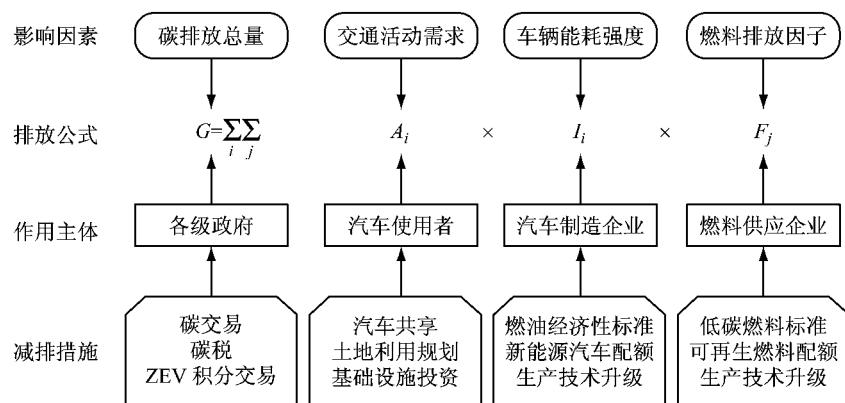 影响因素 碳排放总量 交通活动需求 车辆能耗强度 燃料排放因子
排放公式 G=∑∑ A_i × I_i × F_j
i j
作用主体 各级政府 汽车使用者 汽车制造企业 燃料供应企业
碳交易 汽车共享 燃油经济性标准 低碳燃料标准
减排措施 碳税 土地利用规划 新能源汽车配额 可再生燃料配额
ZEV 积分交易 基础设施投资 生产技术升级 生产技术升级